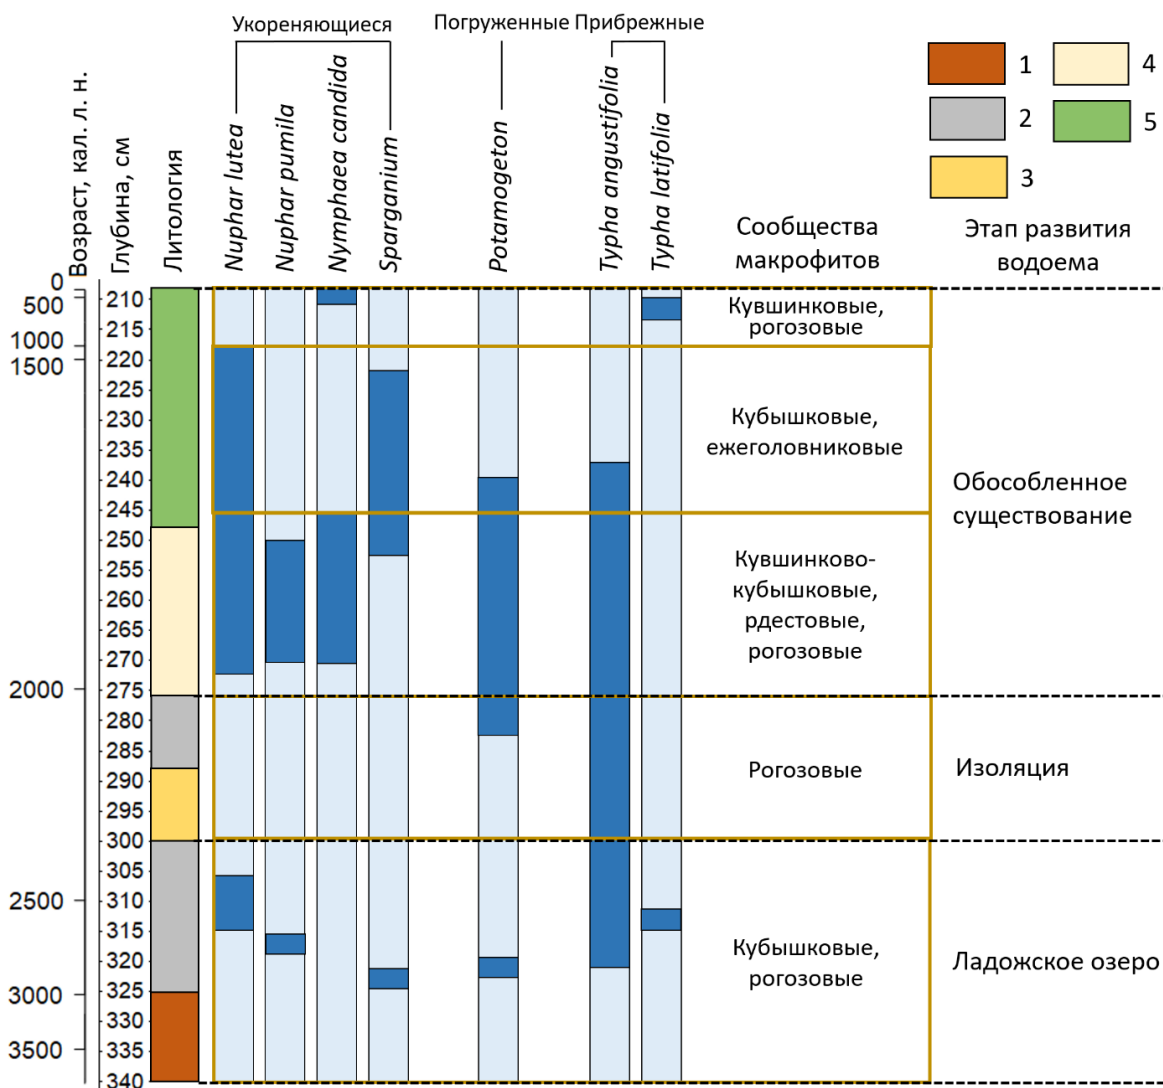 Укореняющиеся
Погруженные
Прибрежные
Возраст, кал. л. н.
Глубина, см
Литология
Nuphar lutea
Nuphar pumila
Nymphaea candida
Sparganium
Potamogeton
Typha angustifolia
Typha latifolia
Сообщества
макрофитов
Этап развития
водоема
1
2
3
4
5
0
500
1000
1500
2000
2500
3000
3500
210
215
220
225
230
235
240
245
250
255
260
265
270
275
280
285
290
295
300
305
310
315
320
325
330
335
340
Кувшинковые,
рогозовые
Кубышковые,
ежеголовниковые
Кувшинково-
кубышковые,
рдестовые,
рогозовые
Рогозовые
Кубышковые,
рогозовые
Обособленное
существование
Изоляция
Ладожское озеро